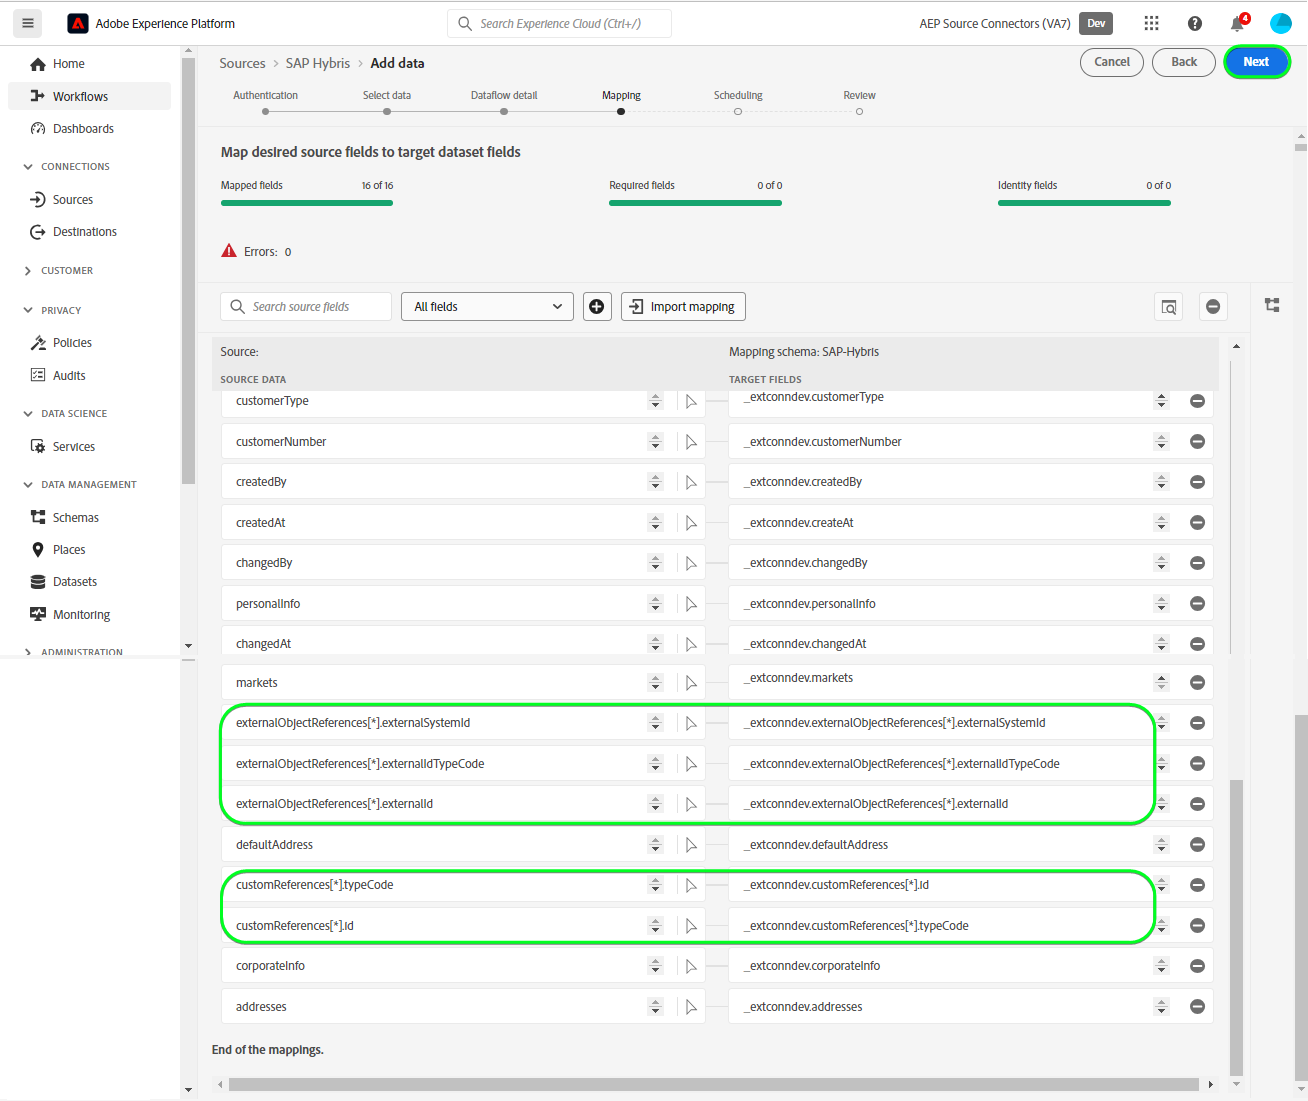 Adobe Experience Platform
Search Experience Cloud (Ctrl+/)
AEP Source Connectors (VA7)
Dev
4
Home
Workflows
Dashboards
CONNECTIONS
Sources
Destinations
CUSTOMER
PRIVACY
Policies
Audits
DATA SCIENCE
Services
DATA MANAGEMENT
Schemas
Places
Datasets
Monitoring
ADMINISTRATION
Sources > SAP Hybris > Add data
Cancel
Back
Next
Authentication
Select data
Dataflow detail
Mapping
Scheduling
Review
Map desired source fields to target dataset fields
Mapped fields 16 of 16
Required fields 0 of 0
Identity fields 0 of 0
Errors: 0
Search source fields
All fields
Import mapping
Source: Mapping schema: SAP-Hybris
SOURCE DATA TARGET FIELDS
customerType _extconndev.customerType
customerNumber _extconndev.customerNumber
createdBy _extconndev.createdBy
createdAt _extconndev.createAt
changedBy _extconndev.changedBy
personalInfo _extconndev.personalInfo
changedAt _extconndev.changedAt
markets _extconndev.markets
externalObjectReferences[*].externalSystemId _extconndev.externalObjectReferences[*].externalSystemId
externalObjectReferences[*].externalIdTypeCode _extconndev.externalObjectReferences[*].externalIdTypeCode
externalObjectReferences[*].externalId _extconndev.externalObjectReferences[*].externalId
defaultAddress _extconndev.defaultAddress
customReferences[*].typeCode _extconndev.customReferences[*].id
customReferences[*].id _extconndev.customReferences[*].typeCode
corporateInfo _extconndev.corporateInfo
addresses _extconndev.addresses
End of the mappings.